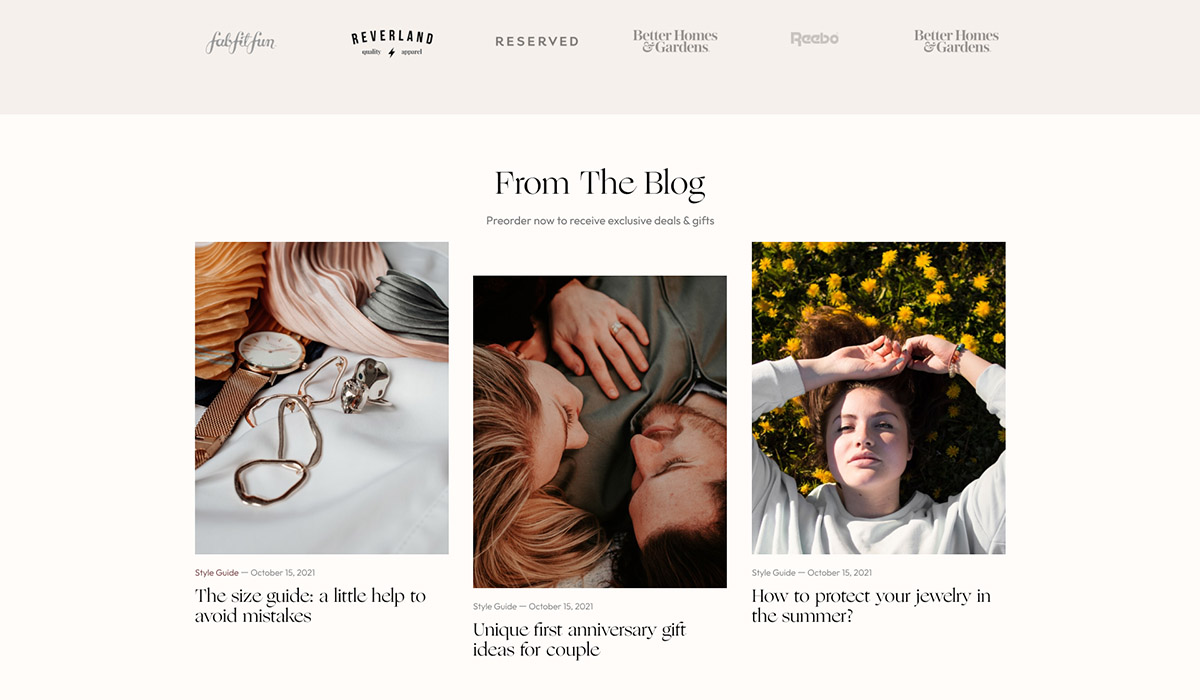 fabfitfun
REVERLAND
quality apparel
RESERVED
Better Homes
&Gardens.
Reebo
Better Homes
&Gardens.
From The Blog
Preorder now to receive exclusive deals & gifts
Style Guide — October 15, 2021
The size guide: a little help to
avoid mistakes
Style Guide — October 15, 2021
Unique first anniversary gift
ideas for couple
Style Guide — October 15, 2021
How to protect your jewelry in
the summer?